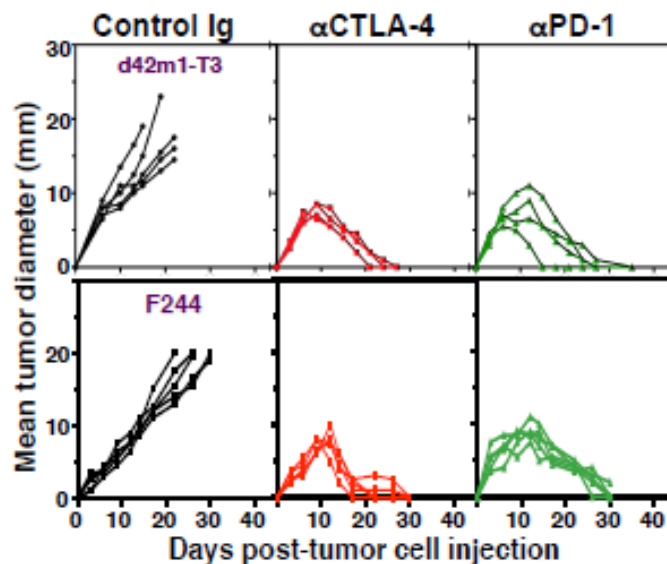 Control Ig αCTLA-4 αPD-1
Mean tumor diameter (mm)
30
d42m1-T3
20
10
0
F244
20
10
0
0 10 20 30 40 0 10 20 30 40 0 10 20 30 40
Days post-tumor cell injection